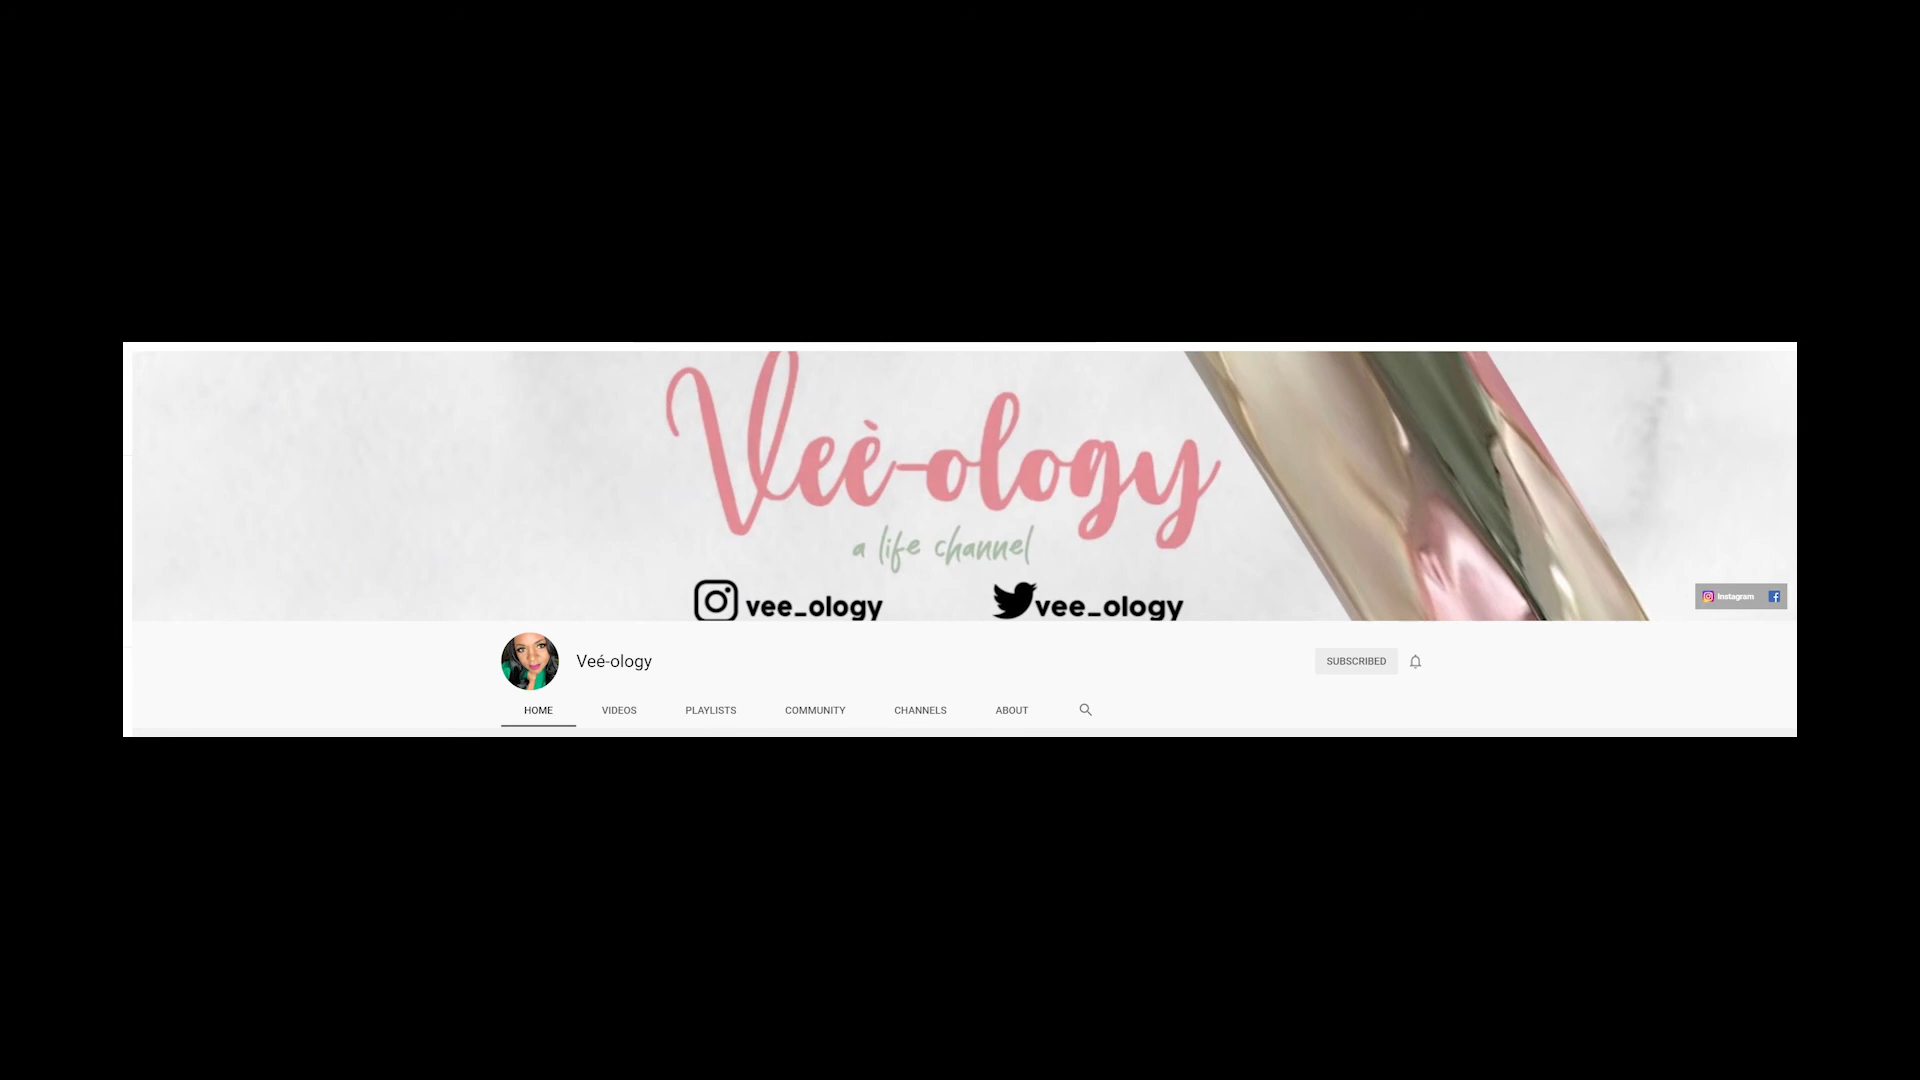 Veè-ology
a life channel
vee_ology vee_ology
Instagram
Veé-ology
SUBSCRIBED
HOME VIDEOS PLAYLISTS COMMUNITY CHANNELS ABOUT